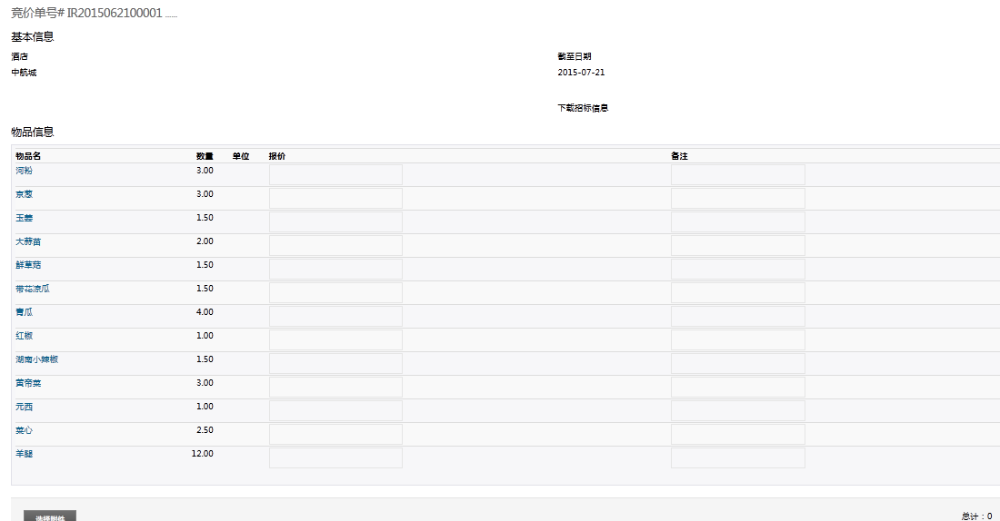 竞价单号# IR2015062100001 ......
基本信息
酒店 截至日期
中航城 2015-07-21
下载招标信息
物品信息
物品名 数量 单位 报价 备注
河粉 3.00
京葱 3.00
玉姜 1.50
大蒜苗 2.00
鲜草菇 1.50
带花凉瓜 1.50
青瓜 4.00
红椒 1.00
湖南小辣椒 1.50
黄帝菜 3.00
元西 1.00
菜心 2.50
羊腿 12.00
选择附件 总计：0